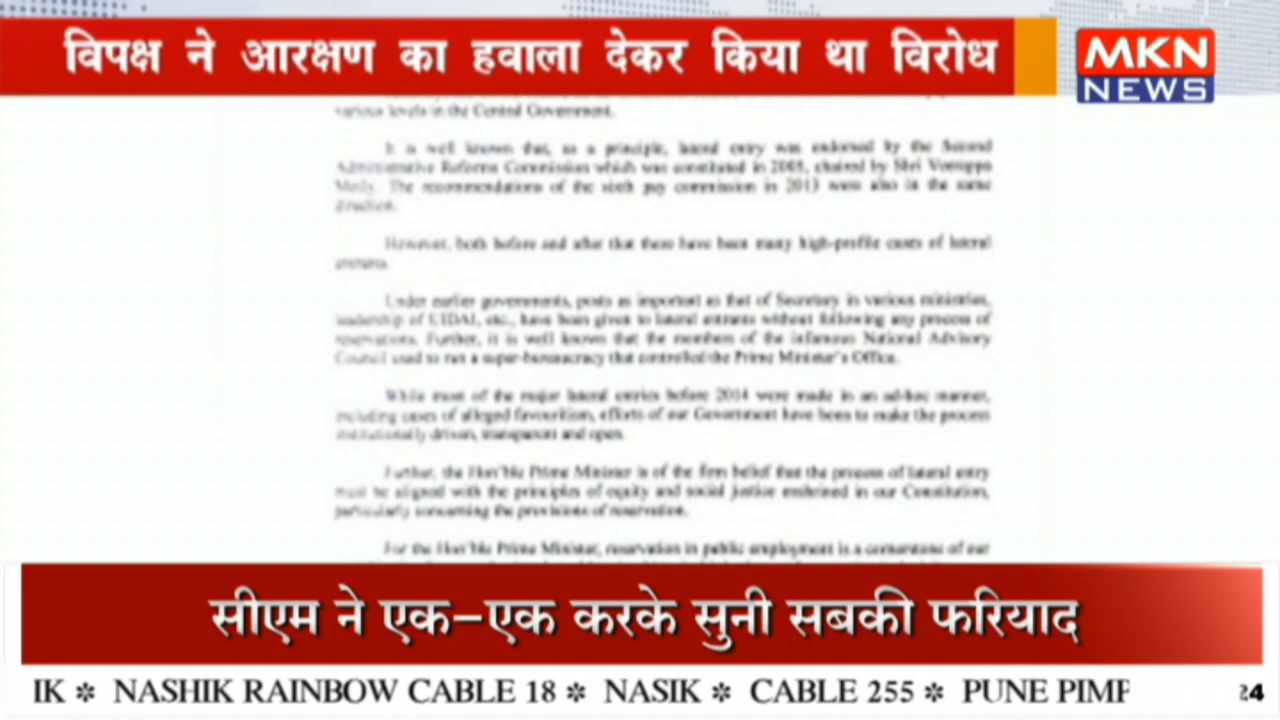 विपक्ष ने आरक्षण का हवाला देकर किया था विरोध
MKN
NEWS
various levels in the Central Government.
It is well known that, as a principle, lateral entry was endorsed by the Second
Administrative Reforms Commission which was constituted in 2005, chaired by Shri Veerappa
Moily. The recommendations of the sixth pay commission in 2013 were also in the same
direction.
However, both before and after that there have been many high-profile cases of lateral
entrants.
Under earlier governments, posts as important as that of Secretary in various ministries,
leadership of UIDAI, etc., have been given to lateral entrants without following any process of
reservations. Further, it is well known that the members of the infamous National Advisory
Council used to run a super-bureaucracy that controlled the Prime Minister's Office.
While most of the major lateral entries before 2014 were made in an ad-hoc manner,
including cases of alleged favouritism, efforts of our Government have been to make the process
institutionally driven, transparent and open.
Further, the Hon'ble Prime Minister is of the firm belief that the process of lateral entry
must be aligned with the principles of equity and social justice enshrined in our Constitution,
particularly concerning the provisions of reservation.
For the Hon'ble Prime Minister, reservation in public employment is a cornerstone of our
सीएम ने एक–एक करके सुनी सबकी फरियाद
IK ✲ NASHIK RAINBOW CABLE 18 ✲ NASIK ✲ CABLE 255 ✲ PUNE PIMP
24